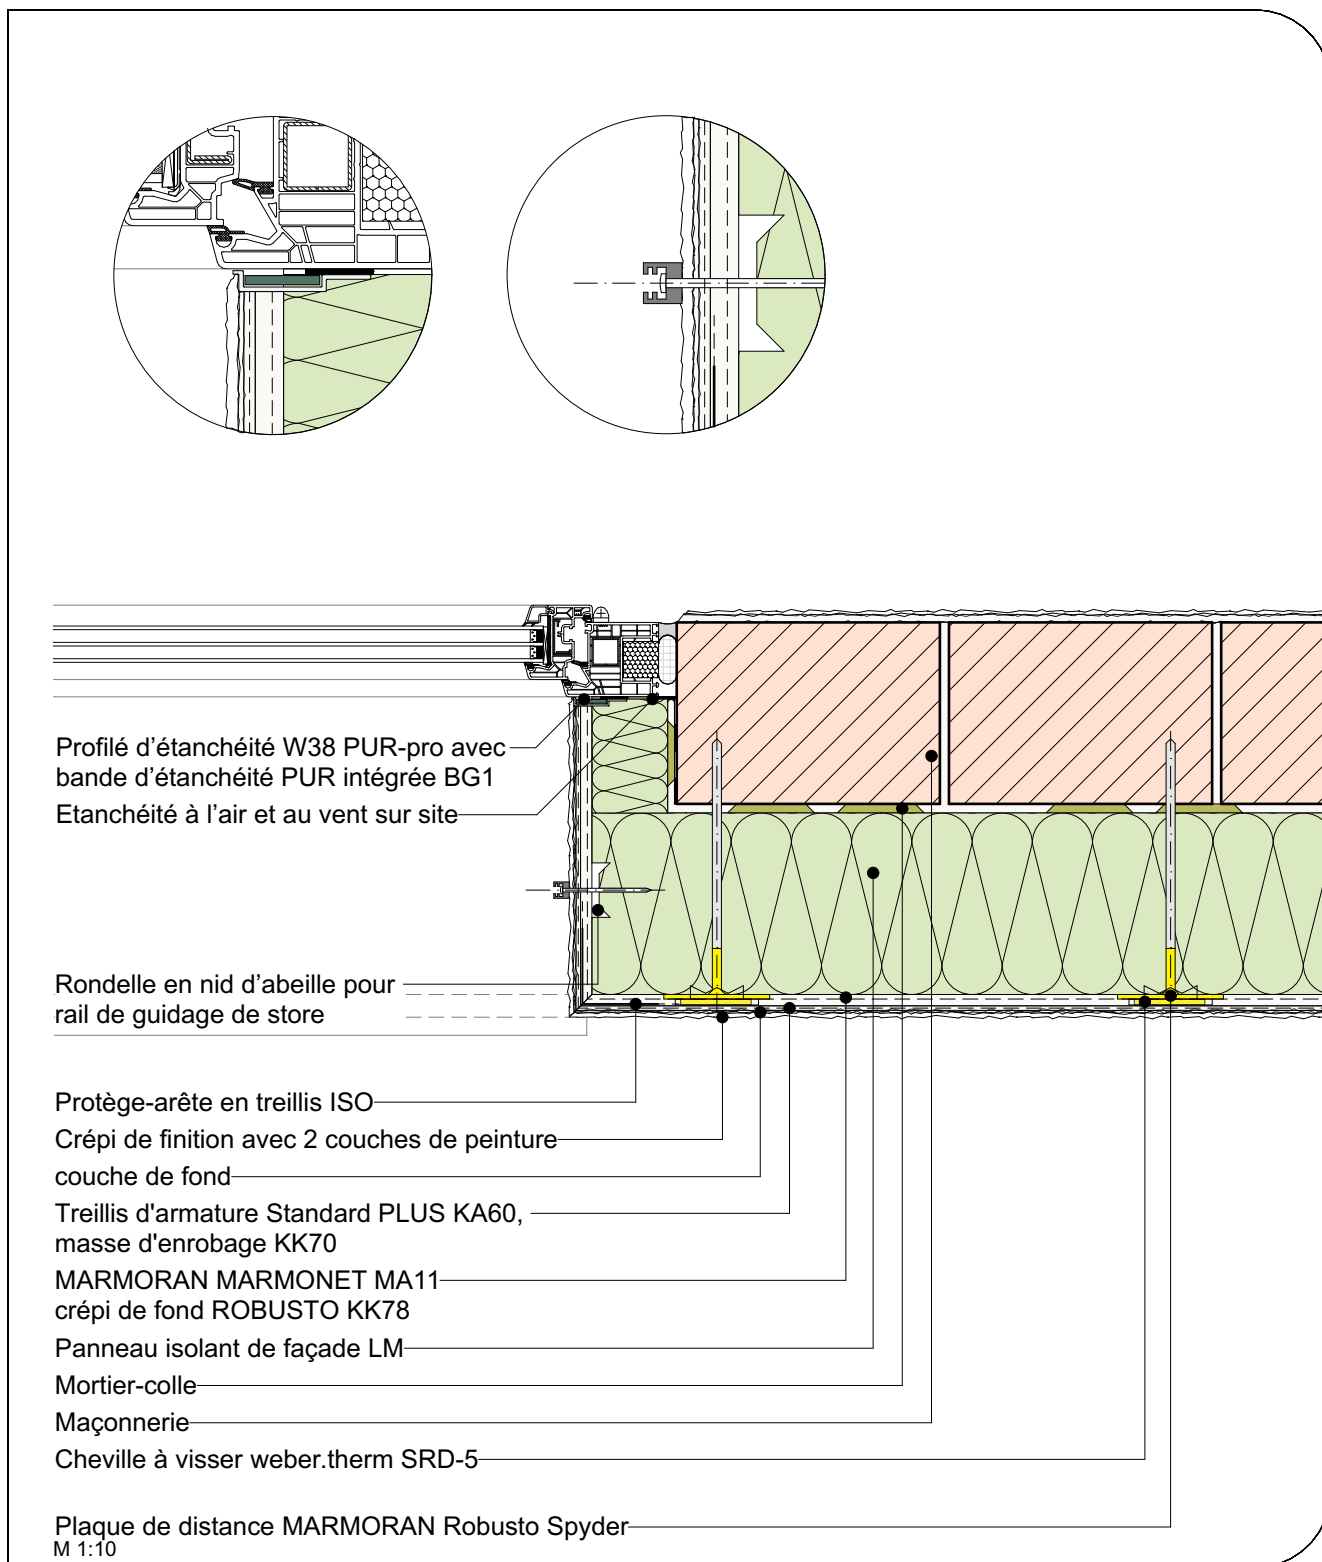 Profilé d’étanchéité W38 PUR-pro avec
bande d’étanchéité PUR intégrée BG1
Etanchéité à l’air et au vent sur site
Rondelle en nid d’abeille pour
rail de guidage de store
Protège-arête en treillis ISO
Crépi de finition avec 2 couches de peinture
couche de fond
Treillis d'armature Standard PLUS KA60,
masse d'enrobage KK70
MARMORAN MARMONET MA11
crépi de fond ROBUSTO KK78
Panneau isolant de façade LM
Mortier-colle
Maçonnerie
Cheville à visser weber.therm SRD-5
Plaque de distance MARMORAN Robusto Spyder
M 1:10